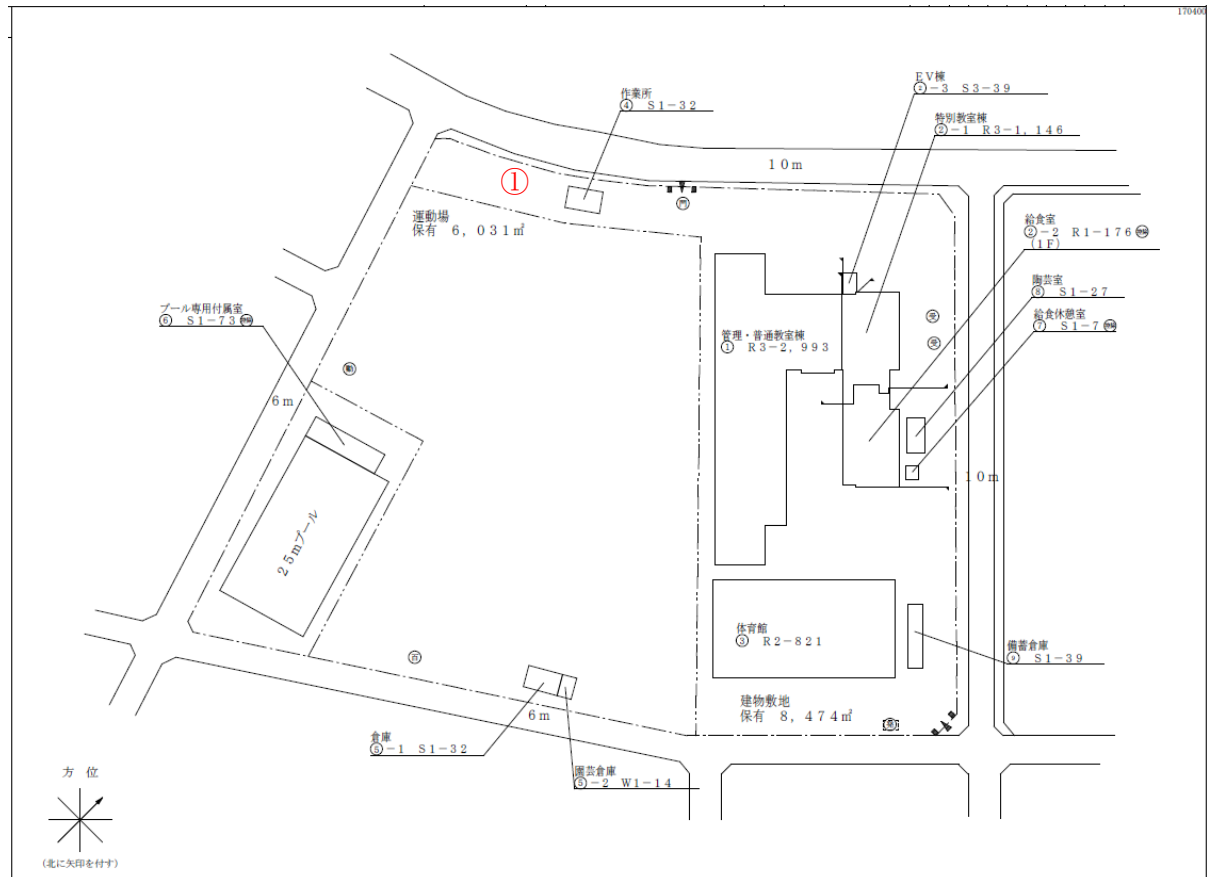 170400
EV棟
②-3 S3-39
作業所
④ S1-32
特別教室棟
②-1 R3-1,146
10m
①
門
運動場
保有 6,031㎡
給食室
②-2 R1-176
(1F)
陶芸室
⑧ S1-27
プール専用付属室
⑥ S1-73
給食休憩室
⑦ S1-7
受
管理・普通教室棟
① R3-2,993
受
動
6m
10m
25mプール
体育館
③ R2-821
百
備蓄倉庫
⑨ S1-39
建物敷地
保有 8,474㎡
6m
倉庫
⑤-1 S1-32
園芸倉庫
⑤-2 W1-14
方位
(北に矢印を付す)